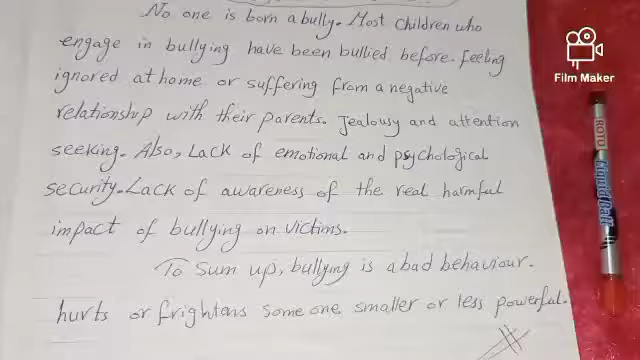 No one is born a bully. Most children who
engage in bullying have been bullied before. Feeling
ignored at home or suffering from a negative
relationship with their parents. Jealousy and attention
seeking. Also, Lack of emotional and psychological
security. Lack of awareness of the real harmful
impact of bullying on victims.
To sum up, bullying is a bad behaviour.
hurts or frightens someone smaller or less powerful.
Film Maker
ROTO
Liquid Ball